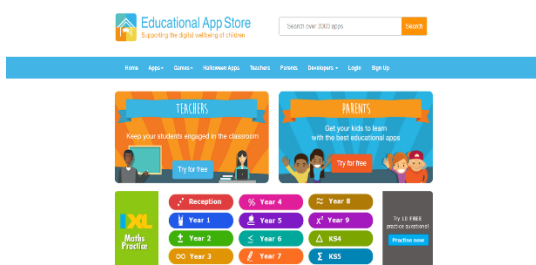 Educational App Store
Supporting the digital wellbeing of children
Search over 2000 apps
Search
Home Apps Games Halloween Apps Teachers Parents Developers Login Sign Up
TEACHERS
Keep your students engaged in the classroom
Try for free
PARENTS
Get your kids to learn
with the best educational apps
Try for free
IXL
Maths
Practice
Reception
% Year 4
≈ Year 8
Year 1
Year 5
x² Year 9
± Year 2
≤ Year 6
△ KS4
∞ Year 3
Year 7
Σ KS5
Try 10 FREE
practice questions!
Practise now